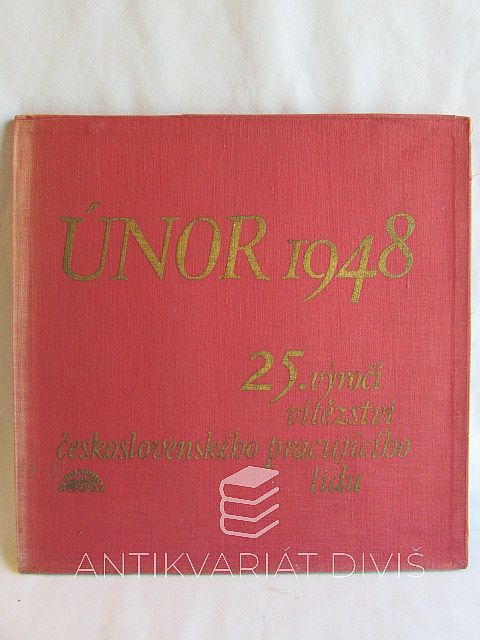 ÚNOR 1948
25. výročí
vítězství
československého pracujícího
lidu
ANTIKVARIÁT DIVIŠ